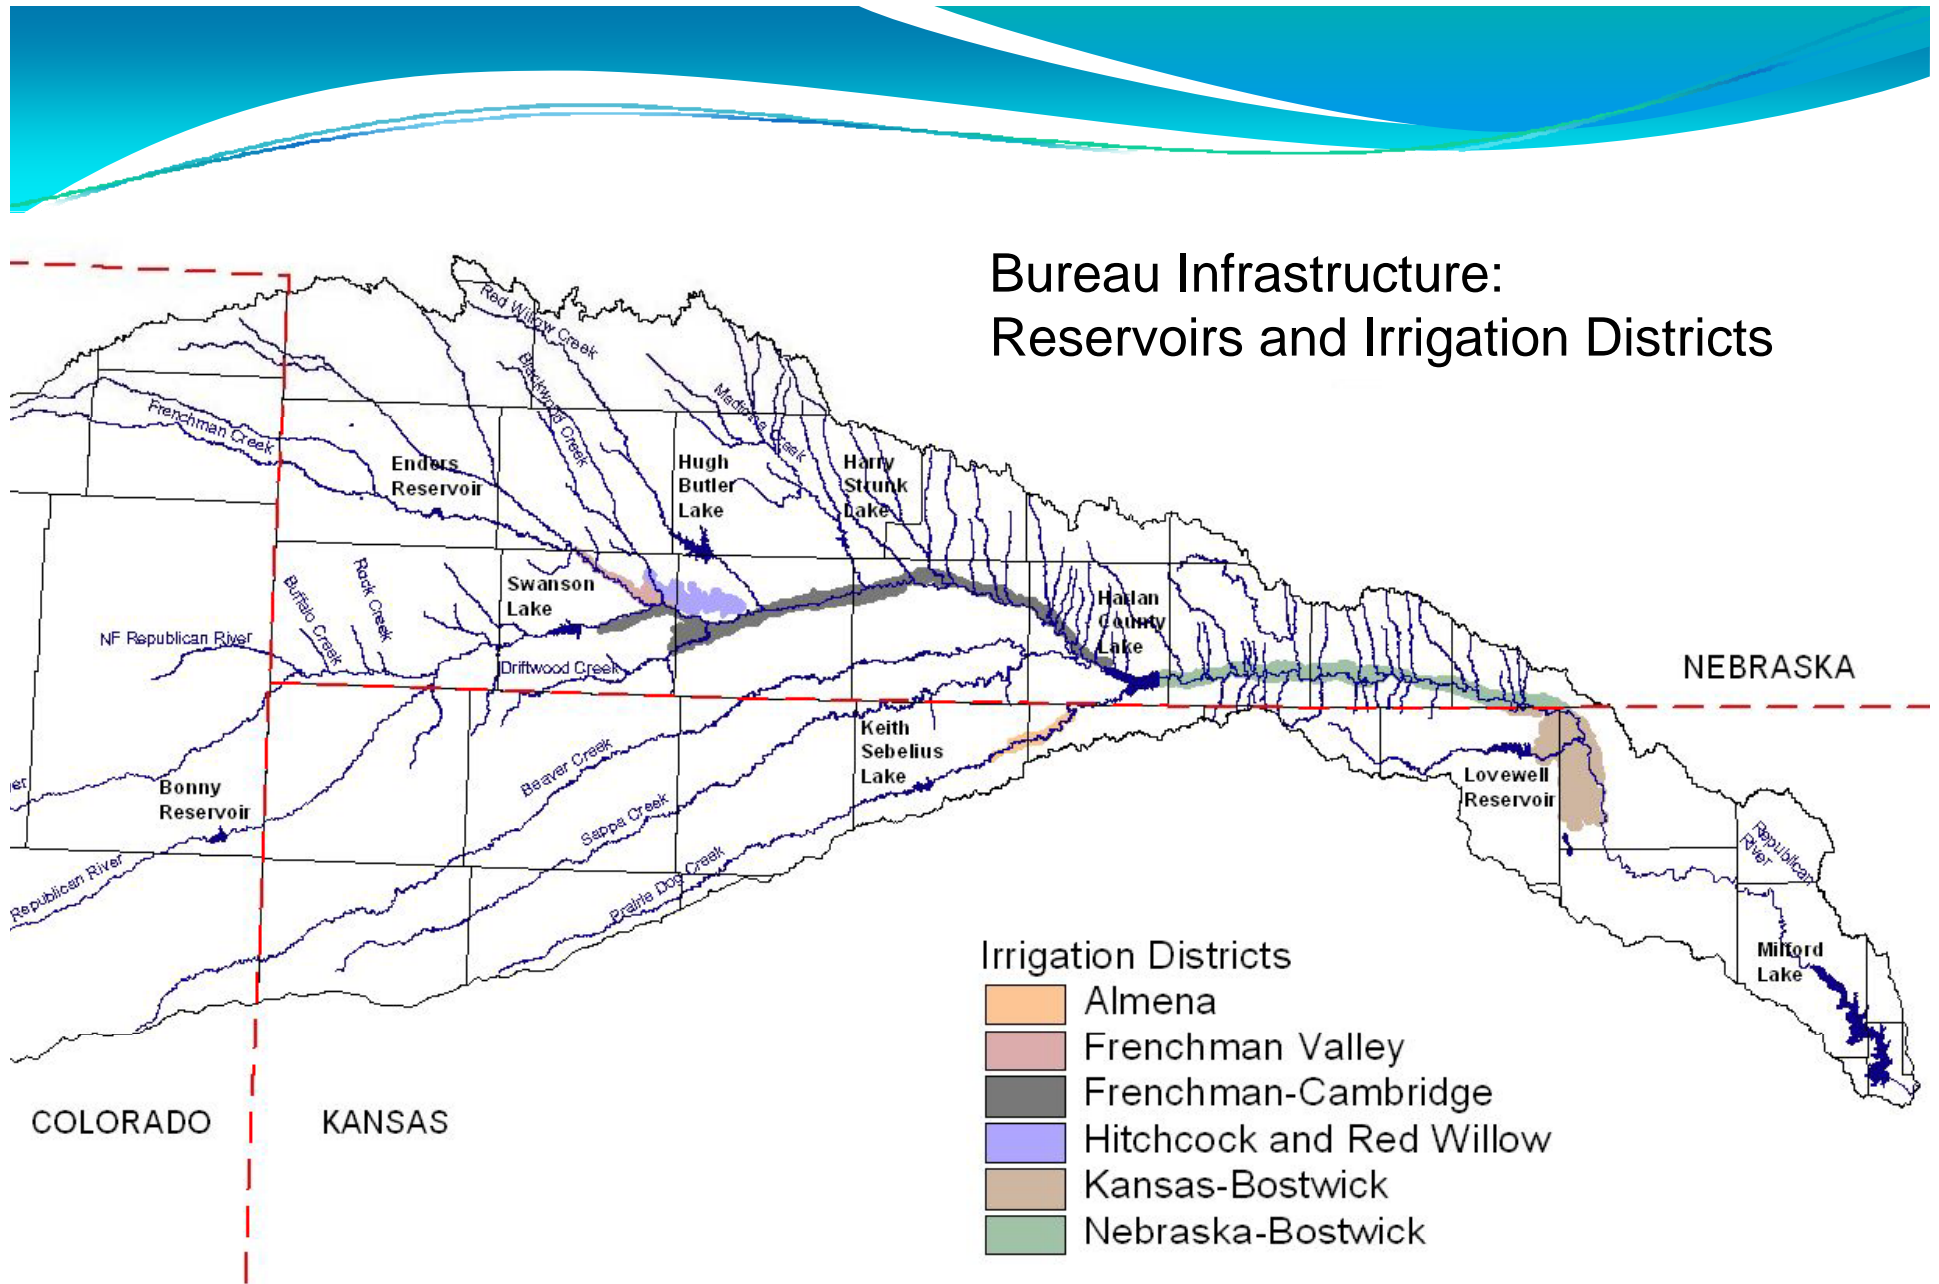 Bureau Infrastructure:
Reservoirs and Irrigation Districts
Red Willow Creek
Blackwood Creek
Medicine Creek
Frenchman Creek
Enders
Reservoir
Hugh
Butler
Lake
Harry
Strunk
Lake
Swanson
Lake
Rock Creek
Buffalo Creek
NF Republican River
Driftwood Creek
Harlan
County
Lake
NEBRASKA
Keith
Sebelius
Lake
Beaver Creek
Sappa Creek
Prairie Dog Creek
Bonny
Reservoir
Republican River
Lovewell
Reservoir
Republican
River
Milford
Lake
COLORADO
KANSAS
Irrigation Districts
Almena
Frenchman Valley
Frenchman-Cambridge
Hitchcock and Red Willow
Kansas-Bostwick
Nebraska-Bostwick